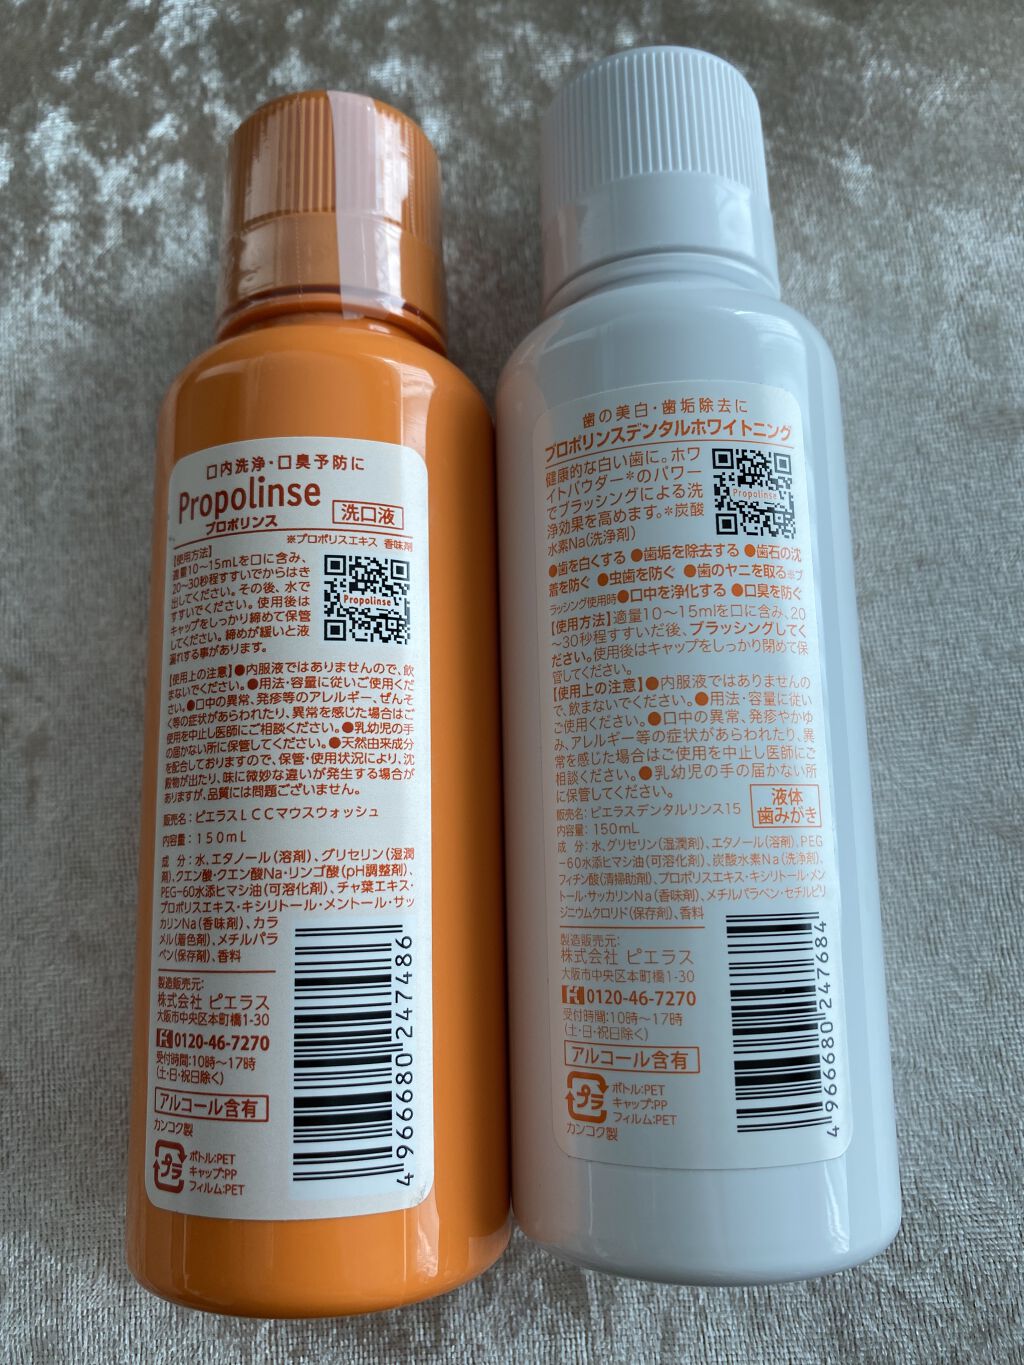 口内洗浄・口臭予防に
Propolinse
プロポリンス
洗口液
※プロポリスエキス 香味剤
【使用方法】
適量10〜15mLを口に含み、
20〜30秒程すすいでからはき
出してください。その後、水で
すすいでください。使用後は
キャップをしっかり締めて保管
してください。締めが緩いと液
漏れする事があります。
Propolinse
【使用上の注意】●内服液ではありませんので、飲
まないでください。●用法・容量に従いご使用くだ
さい。●口中の異常、発疹等のアレルギー、ぜんそ
く等の症状があらわれたり、異常を感じた場合はご
使用を中止し医師にご相談ください。●乳幼児の手
の届かない所に保管してください。●天然由来成分
を配合しておりますので、保管・使用状況により、沈
殿物が出たり、味に微妙な違いが発生する場合が
ありますが、品質には問題ございません。
販売名：ピエラスLCCマウスウォッシュ
内容量：150mL
成 分：水、エタノール(溶剤)、グリセリン(湿潤
剤)、クエン酸・クエン酸Na・リンゴ酸(pH調整剤)、
PEG-60水添ヒマシ油(可溶化剤)、チャ葉エキス・
プロポリスエキス・キシリトール・メントール・サッ
カリンNa(香味剤)、カラ
メル(着色剤)、メチルパラ
ベン(保存剤)、香料
製造販売元：
株式会社 ピエラス
大阪市中央区本町橋1-30
0120-46-7270
受付時間：10時〜17時
(土・日・祝日除く)
アルコール含有
カンコク製
プラ
ボトル:PET
キャップ:PP
フィルム:PET
4966680247486
歯の美白・歯垢除去に
プロポリンスデンタルホワイトニング
健康的な白い歯に。ホワ
イトパウダー＊のパワー
でブラッシングによる洗
浄効果を高めます。＊炭酸
水素Na(洗浄剤)
Propolinse
●歯を白くする ●歯垢を除去する ●歯石の沈
着を防ぐ ●虫歯を防ぐ ●歯のヤニを取る※ブ
ラッシング使用時 ●口中を浄化する ●口臭を防ぐ
【使用方法】適量10〜15mlを口に含み、20
〜30秒程すすいだ後、ブラッシングしてく
ださい。使用後はキャップをしっかり閉めて保
管してください。
【使用上の注意】●内服液ではありませんの
で、飲まないでください。●用法・容量に従い
ご使用ください。●口中の異常、発疹やかゆ
み、アレルギー等の症状があらわれたり、異
常を感じた場合はご使用を中止し医師にご
相談ください。●乳幼児の手の届かない所
に保管してください。
液体
歯みがき
販売名：ピエラスデンタルリンス15
内容量：150mL
成 分：水、グリセリン(湿潤剤)、エタノール(溶剤)、PEG
-60水添ヒマシ油(可溶化剤)、炭酸水素Na(洗浄剤)、
フィチン酸(清掃助剤)、プロポリスエキス・キシリトール・メン
トール・サッカリンNa(香味剤)、メチルパラベン・セチルピリ
ジニウムクロリド(保存剤)、香料
製造販売元：
株式会社 ピエラス
大阪市中央区本町橋1-30
0120-46-7270
受付時間：10時〜17時
(土・日・祝日除く)
アルコール含有
プラ
ボトル:PET
キャップ:PP
フィルム:PET
カンコク製
4966680247684